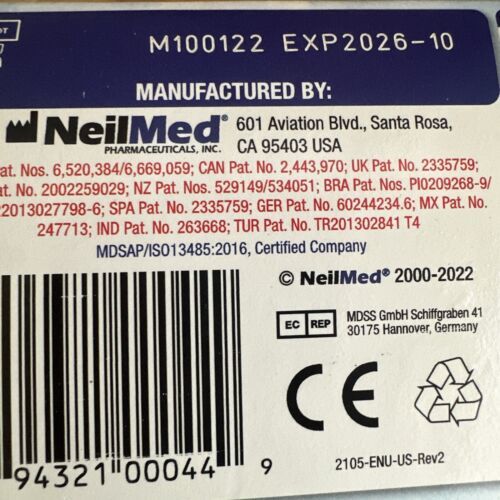 M100122 EXP2026-10
MANUFACTURED BY:
NeilMed® 601 Aviation Blvd., Santa Rosa,
PHARMACEUTICALS, INC. CA 95403 USA
at. Nos. 6,520,384/6,669,059; CAN Pat. No. 2,443,970; UK Pat. No. 2335759;
t. No. 2002259029; NZ Pat. Nos. 529149/534051; BRA Pat. Nos. PI0209268-9/
2013027798-6; SPA Pat. No. 2335759; GER Pat. No. 60244234.6; MX Pat. No.
247713; IND Pat. No. 263668; TUR Pat. No. TR201302841 T4
MDSAP/ISO13485:2016, Certified Company
© NeilMed® 2000-2022
EC REP
MDSS GmbH Schiffgraben 41
30175 Hannover, Germany
CE
94321 00044 9
2105-ENU-US-Rev2